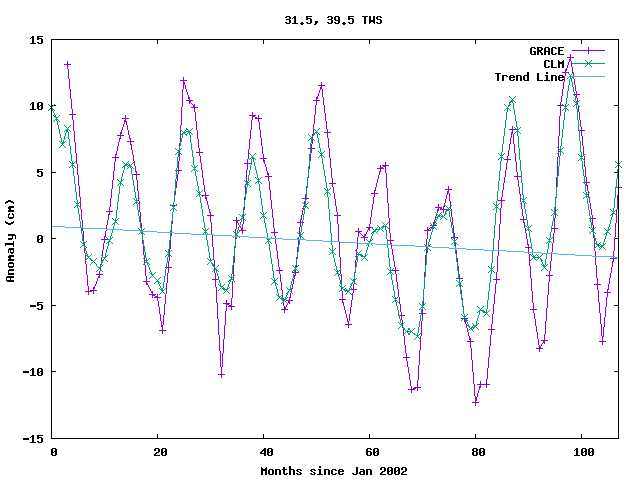 31.5, 39.5 TWS
GRACE
CLM
Trend Line
15
10
5
0
-5
-10
-15
Anomaly (cm)
0 20 40 60 80 100
Months since Jan 2002